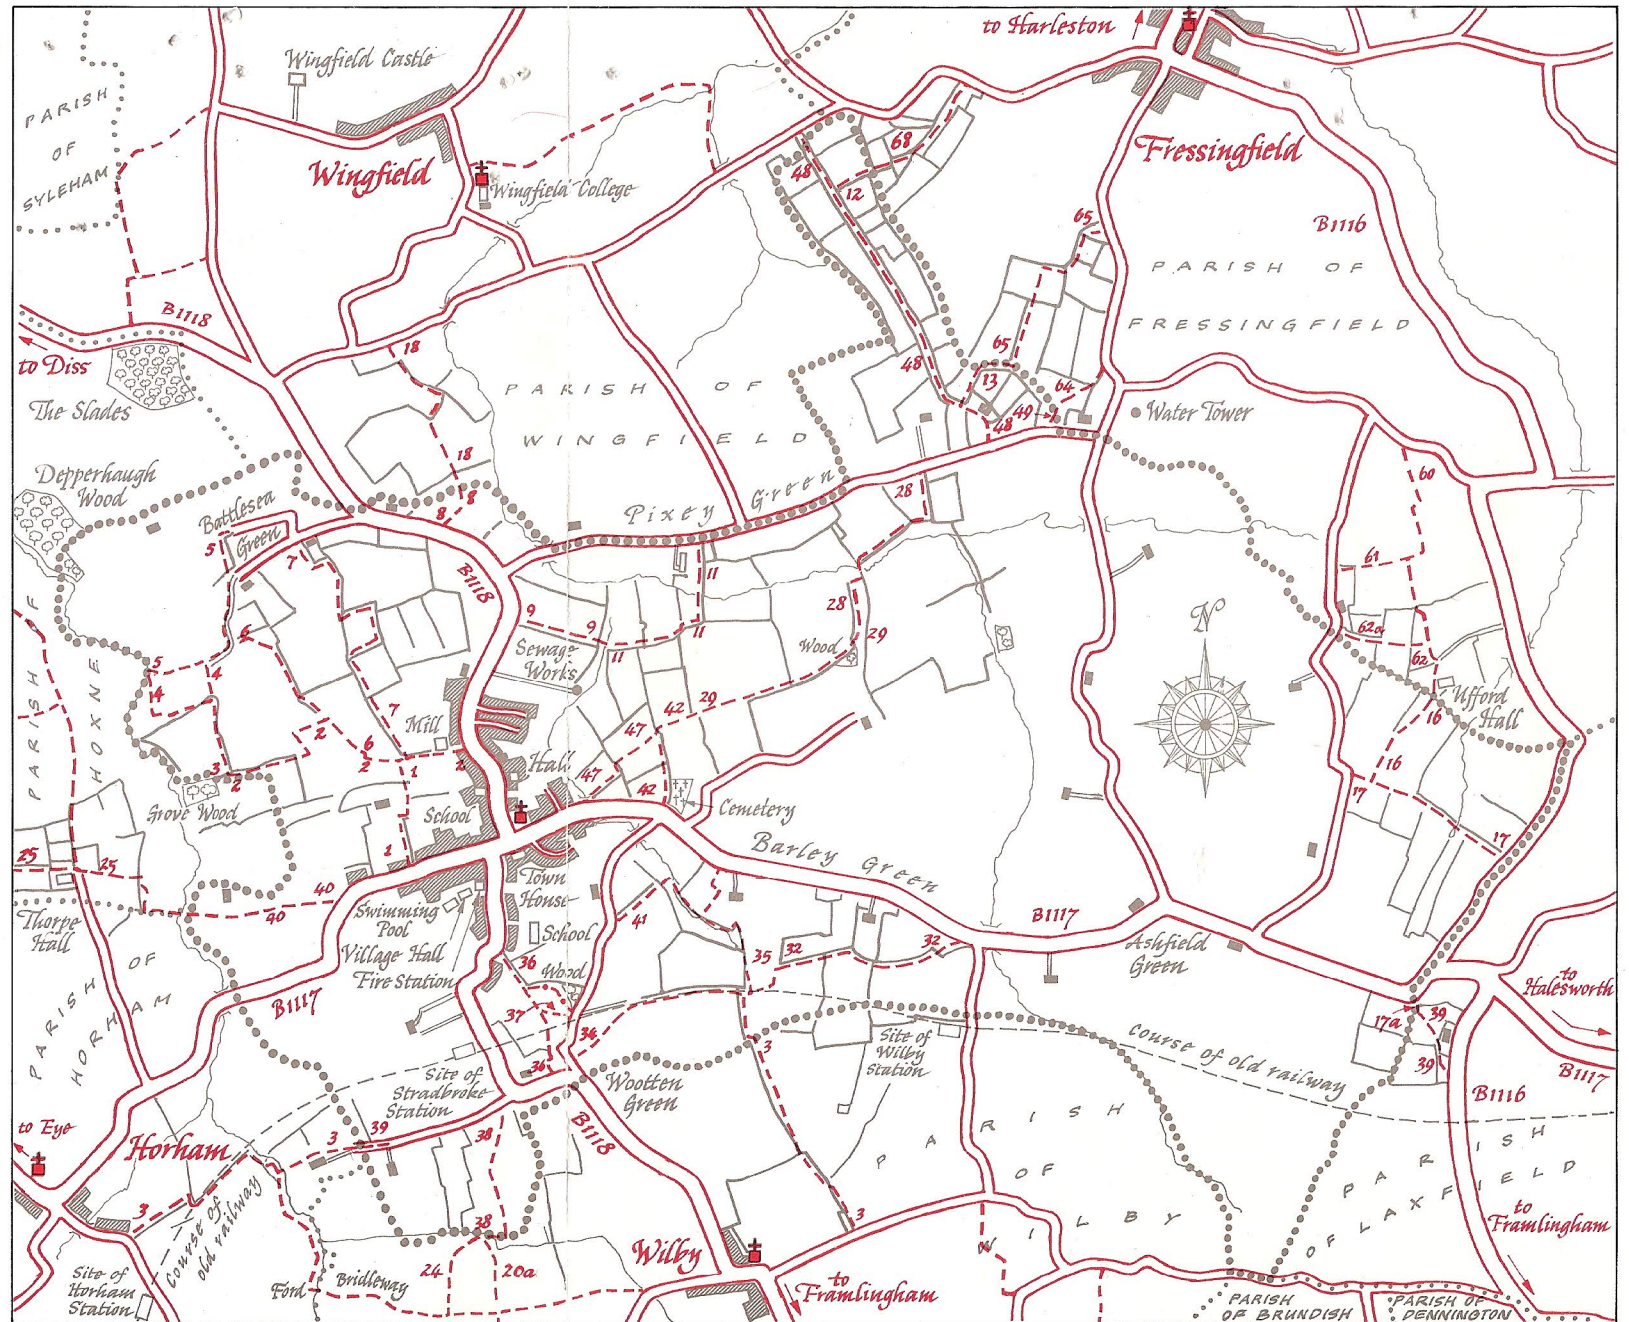 to Harleston
Wingfield Castle
PARISH
OF
SYLEHAM
Wingfield
Wingfield College
68
48
12
Fressingfield
65
B1116
PARISH OF
FRESSINGFIELD
B1118
to Diss
The Slades
18
PARISH OF
WINGFIELD
48
65
13
64
49
48
Water Tower
Depperhaugh
Wood
18
8
8
Battlesea
Green
5
7
Pixey Green
28
60
61
B1118
11
9
9
11
11
28
29
Wood
Sewage
Works
62a
62
Ufford
Hall
16
16
17
17
N
PARISH OF
HOXNE
5
4
4
6
7
Mill
2
6
2
1
2
3
2
Grove Wood
42
29
47
47
42
Hall
Cemetery
School
1
Barley Green
25
25
40
40
Thorpe
Hall
Swimming
Pool
Village Hall
Fire Station
Town
House
School
41
36
Wood
37
34
36
35
32
32
B1117
Ashfield
Green
to
Halesworth
B1117
PARISH OF
HORHAM
B1117
Site of
Wilby
Station
3
course of old railway
17a
39
39
B1116
Site of
Stradbroke
Station
Wootten
Green
B1118
to Eye
Horham
3
39
38
3
course of
old railway
38
3
PARISH
OF
WILBY
PARISH
OF LAXFIELD
to
Framlingham
Site of
Horham
Station
Ford
Bridleway
24
20a
Wilby
to
Framlingham
PARISH
OF BRUNDISH
PARISH OF
DENNINGTON